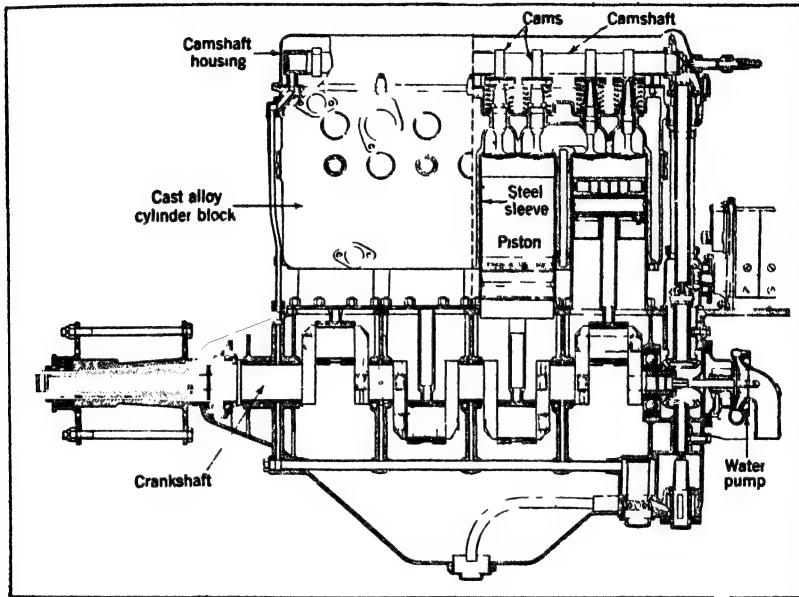 Cams
Camshaft
Camshaft
housing
Cast alloy
cylinder block
Steel
sleeve
Piston
Crankshaft
Water
pump